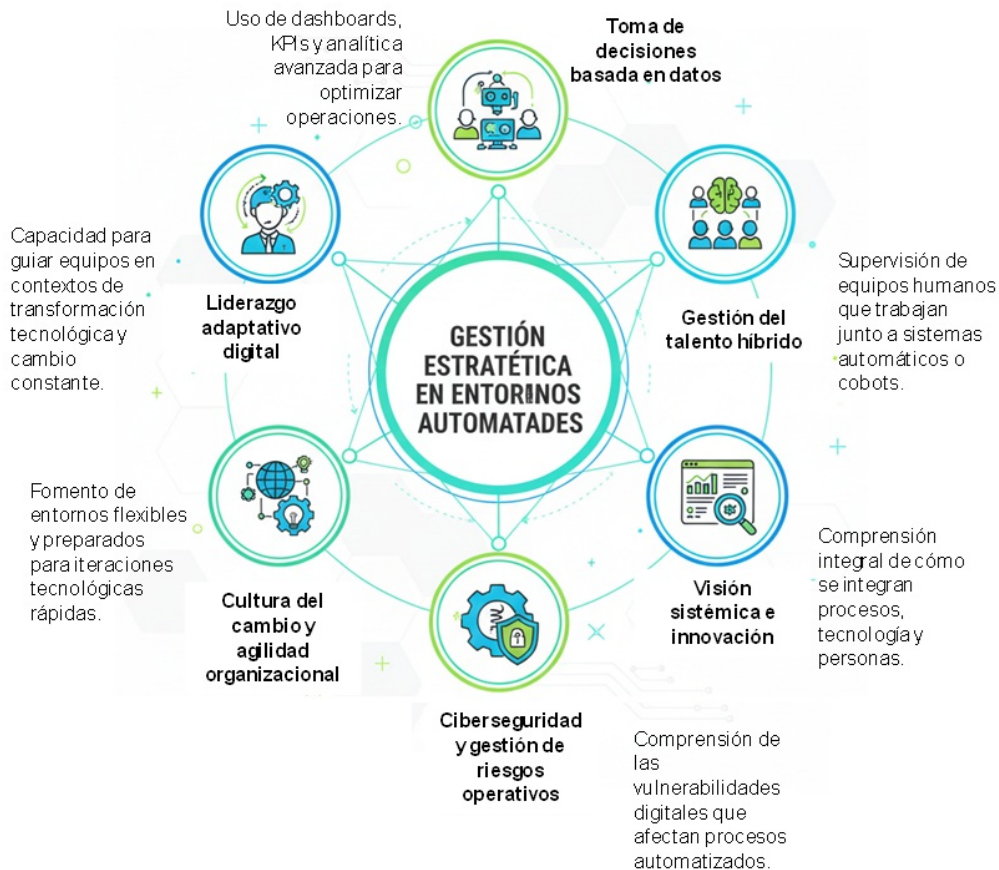 Uso de dashboards,
KPIs y analítica
avanzada para
optimizar
operaciones.
Toma de
decisiones
basada en datos
Capacidad para
guiar equipos en
contextos de
transformación
tecnológica y
cambio
constante.
Liderazgo
adaptativo
digital
GESTIÓN
ESTRATÉTICA
EN
AUTOMATADES
Gestión del
talento híbrido
Supervisión de
equipos humanos
que trabajan
junto a sistemas
automáticos o
cobots.
Fomento de
entornos flexibles
y preparados
para iteraciones
tecnológicas
rápidas.
Cultura del
cambio y
agilidad
organizacional
Ciberseguridad
y gestión de
riesgos
operativos
Comprensión de
las
vulnerabilidades
digitales que
afectan procesos
automatizados.
Visión
sistémica e
innovación
Comprensión
integral de cómo
se integran
procesos,
tecnología y
personas.